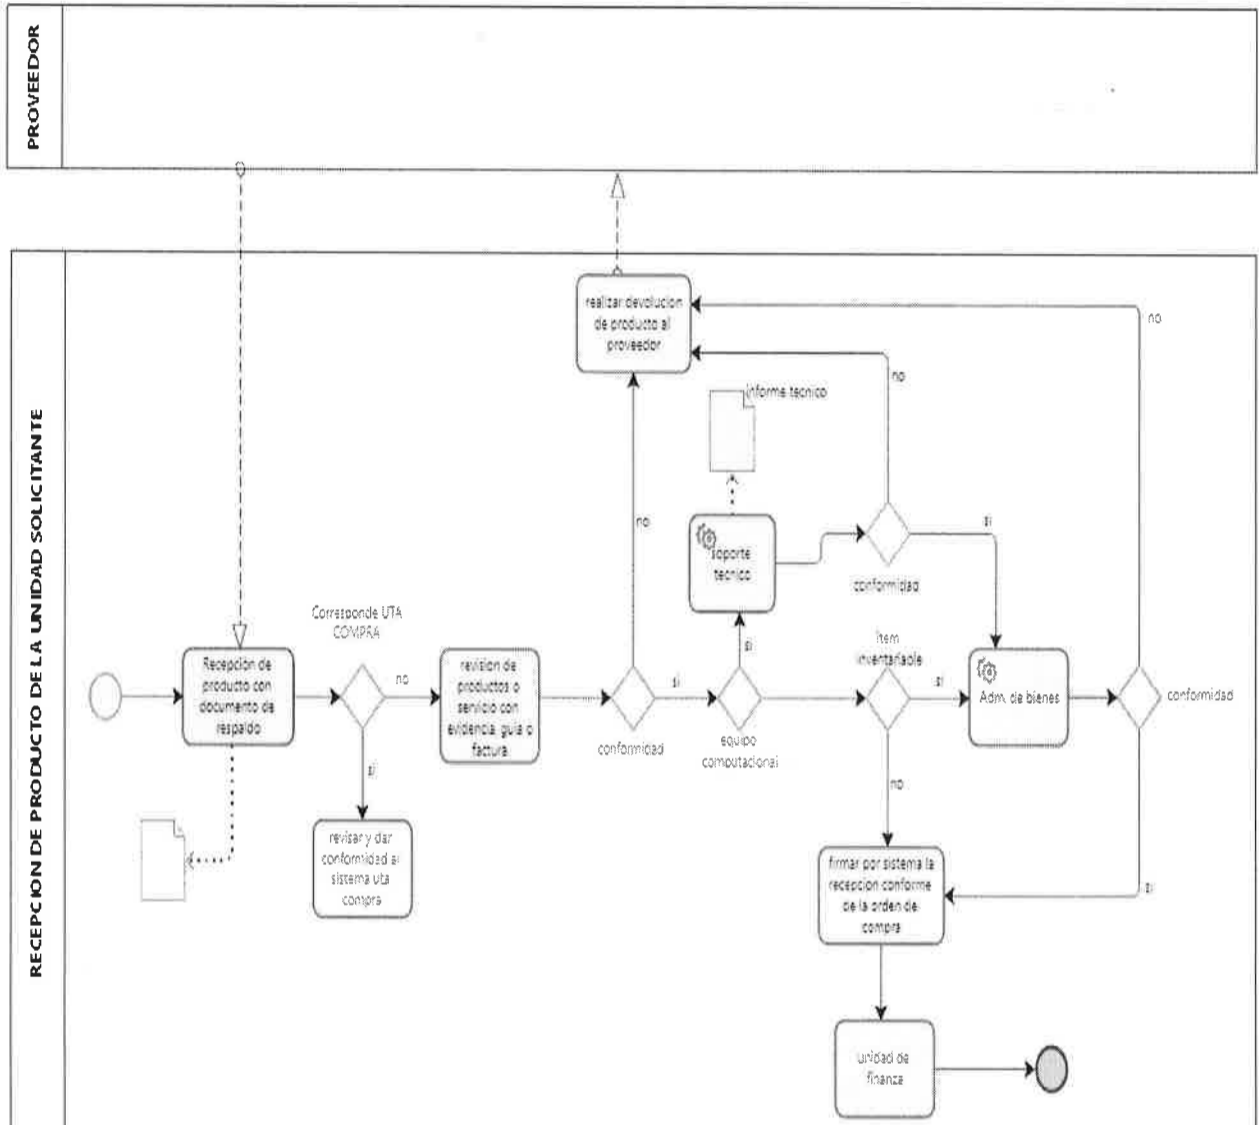 PROVEEDOR
RECEPCION DE PRODUCTO DE LA UNIDAD SOLICITANTE
realizar devolucion
de producto al
proveedor
no
no
informe tecnico
no
soporte
tecnico
si
conformidad
Corresponde UTA
COMPRA
Recepción de
producto con
documento de
respaldo
no
revision de
productos o
servicio con
evidencia, guia o
factura
si
conformidad
si
equipo
computacional
Item
inventariable
si
Adm. de bienes
conformidad
si
no
revisar y dar
conformidad al
sistema uta
compra
firmar por sistema la
recepcion conforme
de la orden de
compra
si
unidad de
finanza